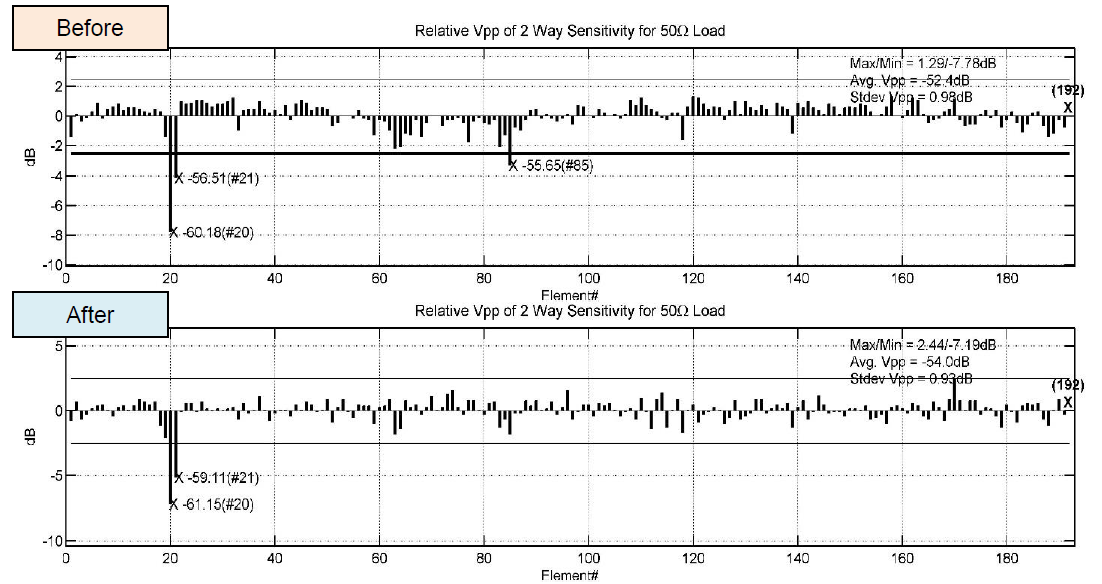 Before
Relative Vpp of 2 Way Sensitivity for 50Ω Load
Max/Min = 1.29/-7.78dB
Avg. Vpp = -52.4dB
Stdev Vpp = 0.98dB
(192)
X
4
2
0
-2
-4
-6
-8
-10
dB
X -55.65(#85)
X -56.51(#21)
X -60.18(#20)
0 20 40 60 80 100 120 140 160 180
Element#
After
Relative Vpp of 2 Way Sensitivity for 50Ω Load
Max/Min = 2.44/-7.19dB
Avg. Vpp = -54.0dB
Stdev Vpp = 0.93dB
(192)
X
5
0
-5
-10
dB
X -59.11(#21)
X -61.15(#20)
0 20 40 60 80 100 120 140 160 180
Element#